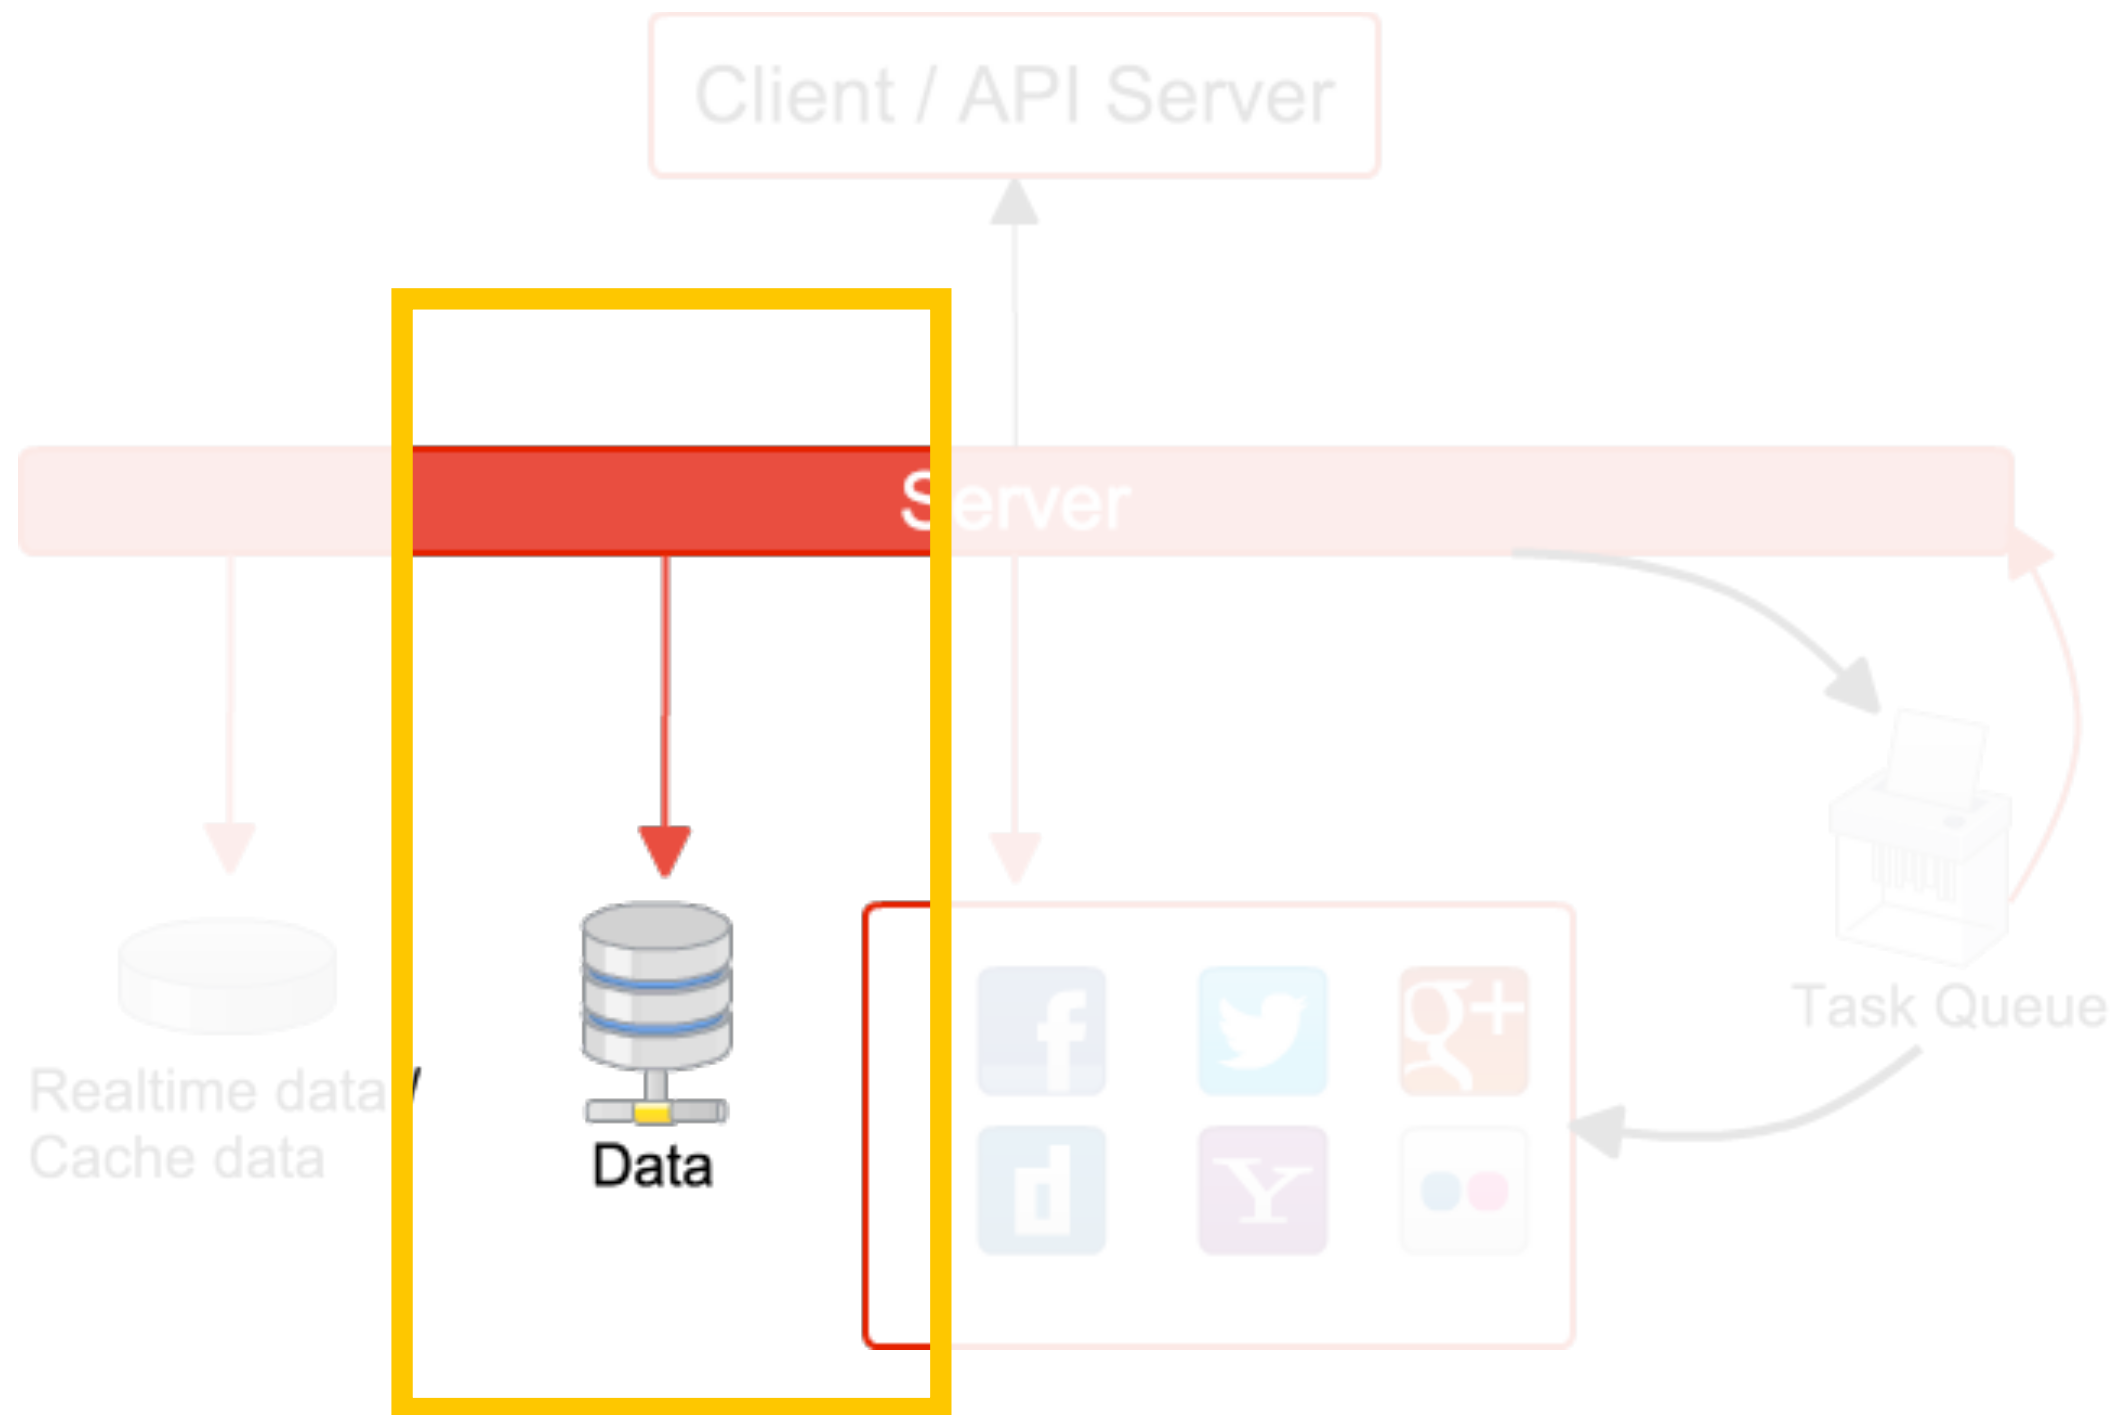 Client / API Server
Server
Realtime data /
Cache data
Data
f
g+
d
Y
Task Queue